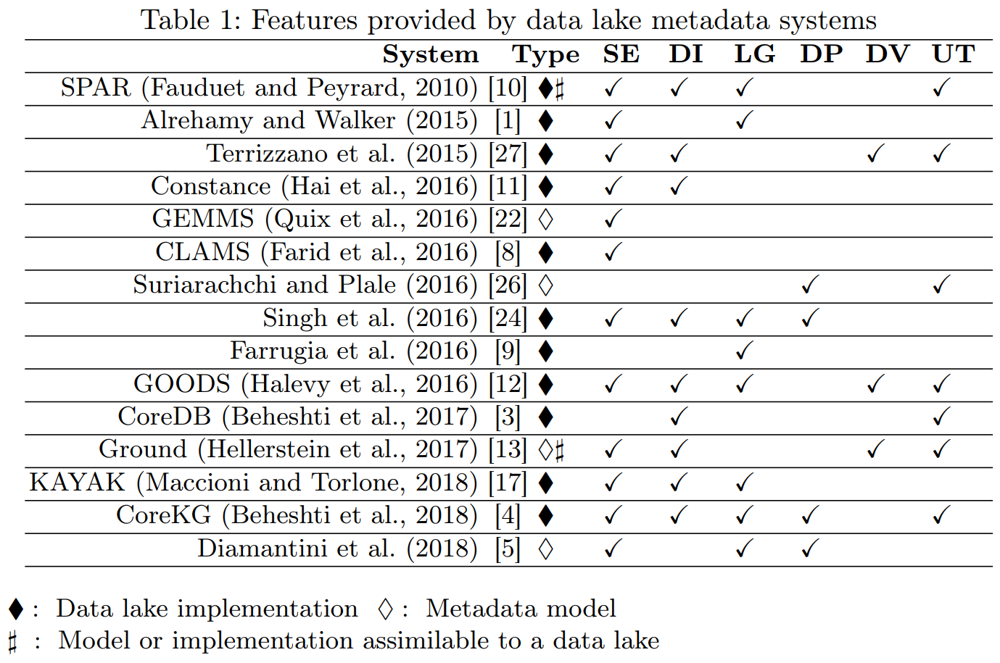 Table 1: Features provided by data lake metadata systems
System Type SE DI LG DP DV UT
SPAR (Fauduet and Peyrard, 2010) [10] ♦♯ ✓ ✓ ✓ ✓
Alrehamy and Walker (2015) [1] ♦ ✓ ✓
Terrizzano et al. (2015) [27] ♦ ✓ ✓ ✓ ✓
Constance (Hai et al., 2016) [11] ♦ ✓ ✓
GEMMS (Quix et al., 2016) [22] ♢ ✓
CLAMS (Farid et al., 2016) [8] ♦ ✓
Suriarachchi and Plale (2016) [26] ♢ ✓ ✓
Singh et al. (2016) [24] ♦ ✓ ✓ ✓ ✓
Farrugia et al. (2016) [9] ♦ ✓
GOODS (Halevy et al., 2016) [12] ♦ ✓ ✓ ✓ ✓ ✓
CoreDB (Beheshti et al., 2017) [3] ♦ ✓ ✓
Ground (Hellerstein et al., 2017) [13] ♢♯ ✓ ✓ ✓ ✓
KAYAK (Maccioni and Torlone, 2018) [17] ♦ ✓ ✓ ✓
CoreKG (Beheshti et al., 2018) [4] ♦ ✓ ✓ ✓ ✓ ✓
Diamantini et al. (2018) [5] ♢ ✓ ✓ ✓
♦ : Data lake implementation ♢ : Metadata model
♯ : Model or implementation assimilable to a data lake